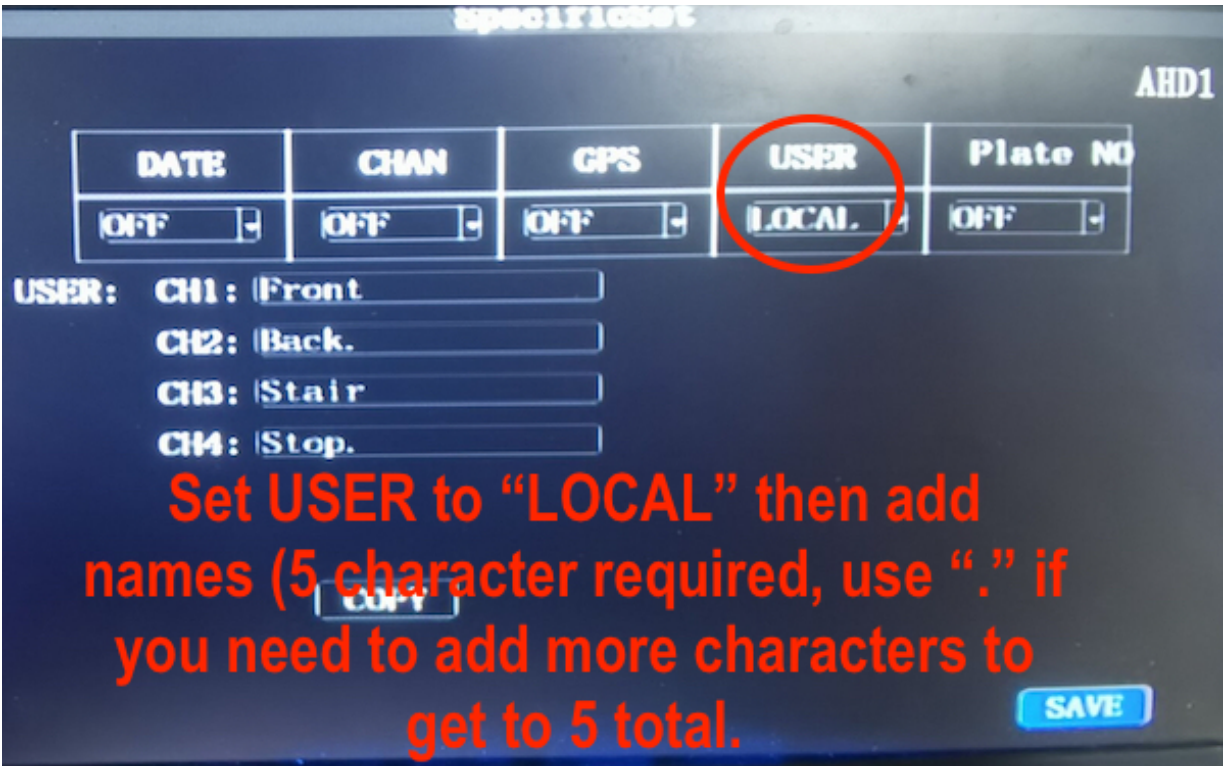 SpecificSet
AHD1
DATE CHAN GPS USER Plate NO
OFF OFF OFF LOCAL OFF
USER: CH1: Front
CH2: Back.
CH3: Stair
CH4: Stop.
Set USER to “LOCAL” then add
names (5 character required, use “.” if
COPY
you need to add more characters to
get to 5 total.
SAVE